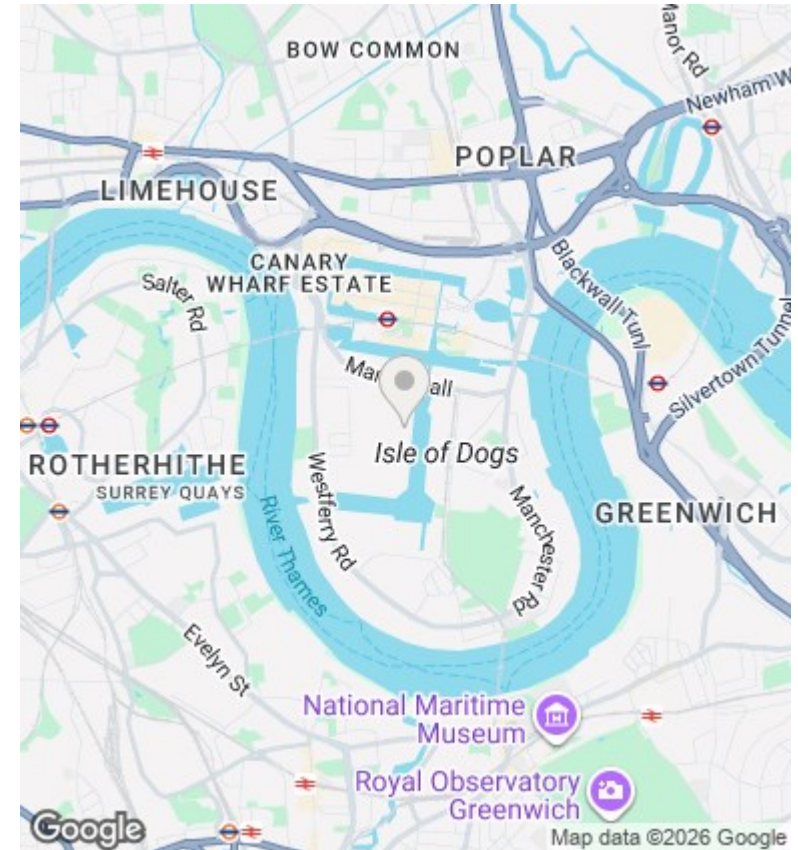 Manor Rd
BOW COMMON
Newham W
POPLAR
LIMEHOUSE
CANARY
WHARF ESTATE
Blackwall Tunl
Salter Rd
Silvertown Tunnel
Isle of Dogs
ROTHERHITHE
SURREY QUAYS
Westferry Rd
River Thames
Manchester Rd
GREENWICH
Evelyn St
National Maritime
Museum
Royal Observatory
Greenwich
Google
Map data ©2026 Google